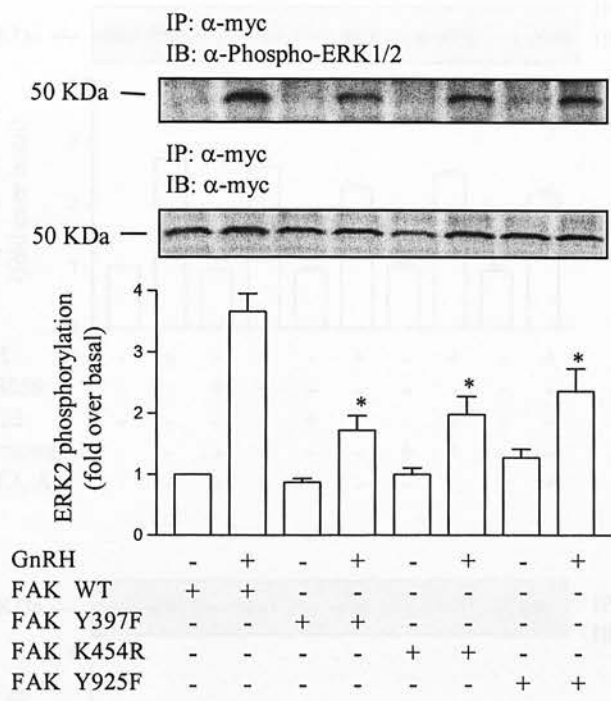 IP: α-myc
IB: α-Phospho-ERK1/2
50 KDa
IP: α-myc
IB: α-myc
50 KDa
4
3
2
1
0
ERK2 phosphorylation
(fold over basal)
* * *
GnRH - + - + - + - +
FAK WT + + - - - - - -
FAK Y397F - - + + - - - -
FAK K454R - - - - + + - -
FAK Y925F - - - - - - + +